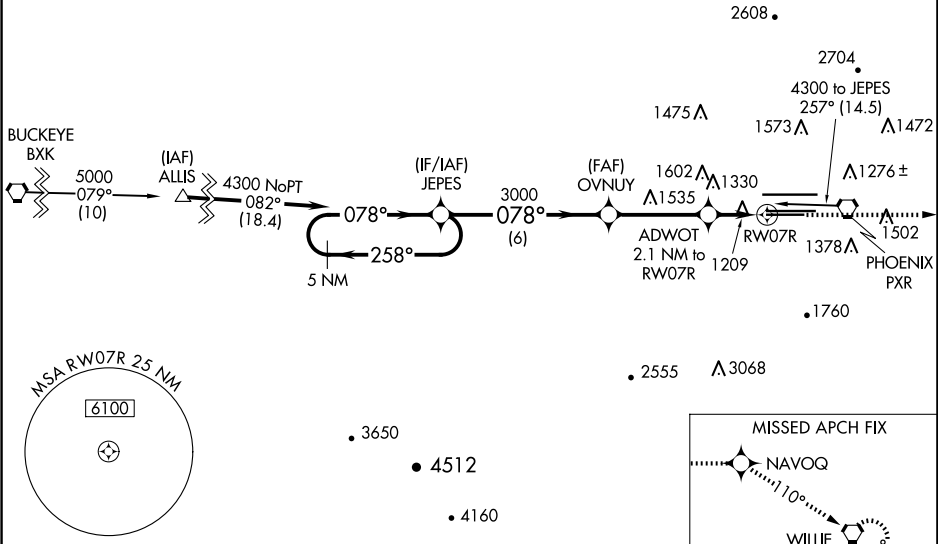 2608
2704
4300 to JEPES
257° (14.5)
1475
1573
1472
BUCKEYE
BXK
5000
079°
(10)
(IAF)
ALLIS
4300 NoPT
082°
(18.4)
(IF/IAF)
JEPES
078°
258°
5 NM
3000
078°
(6)
(FAF)
OVNUY
1602
1330
1535
1276 ±
ADWOT
2.1 NM to
RW07R
1209
RW07R
1378
1502
PHOENIX
PXR
1760
2555
3068
MSA RW07R 25 NM
6100
3650
4512
4160
MISSED APCH FIX
NAVOQ
110°